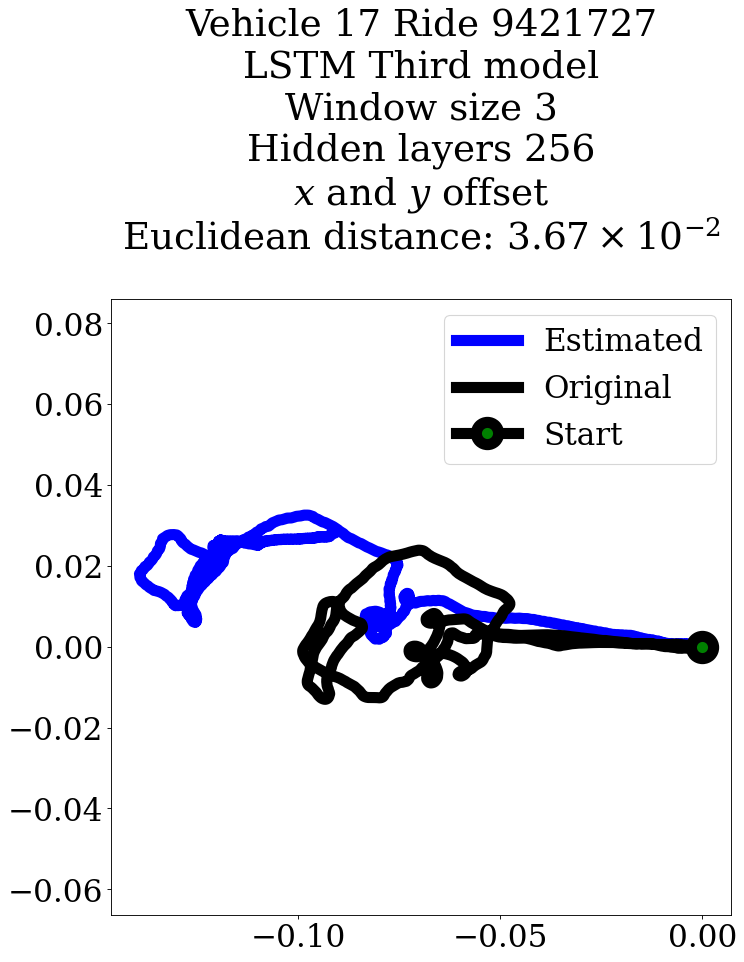 Vehicle 17 Ride 9421727
LSTM Third model
Window size 3
Hidden layers 256
x and y offset
Euclidean distance: 3.67 × 10⁻²
Estimated
Original
Start
0.08
0.06
0.04
0.02
0.00
−0.02
−0.04
−0.06
−0.10
−0.05
0.00